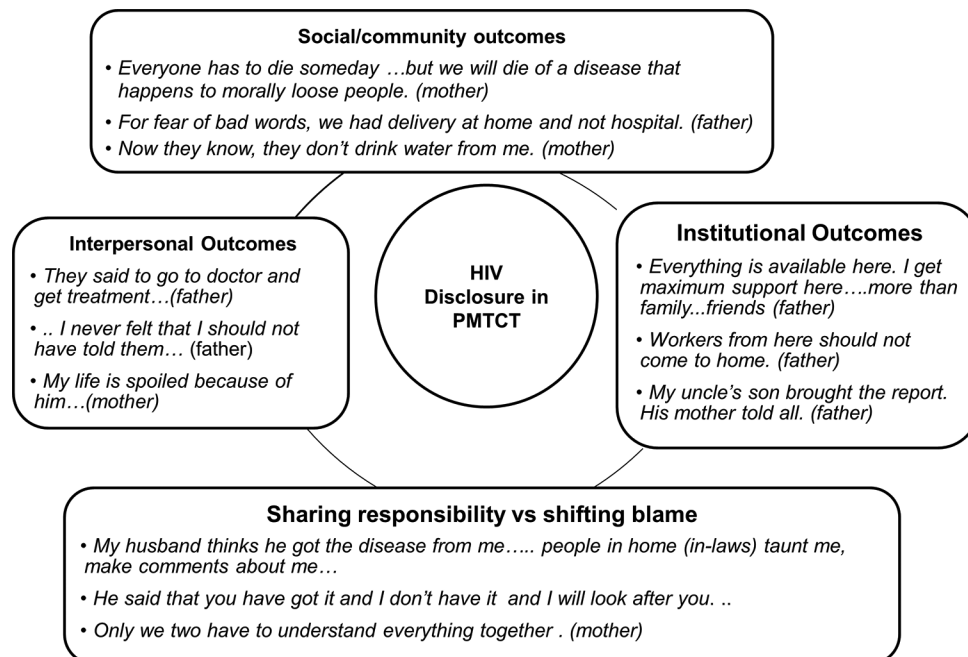 Social/community outcomes
• Everyone has to die someday …but we will die of a disease that
happens to morally loose people. (mother)
• For fear of bad words, we had delivery at home and not hospital. (father)
• Now they know, they don’t drink water from me. (mother)
Interpersonal Outcomes
• They said to go to doctor and
get treatment…(father)
• .. I never felt that I should not
have told them… (father)
• My life is spoiled because of
him…(mother)
HIV
Disclosure in
PMTCT
Institutional Outcomes
• Everything is available here. I get
maximum support here….more than
family...friends (father)
• Workers from here should not
come to home. (father)
• My uncle’s son brought the report.
His mother told all. (father)
Sharing responsibility vs shifting blame
• My husband thinks he got the disease from me….. people in home (in-laws) taunt me,
make comments about me…
• He said that you have got it and I don’t have it and I will look after you. ..
• Only we two have to understand everything together . (mother)